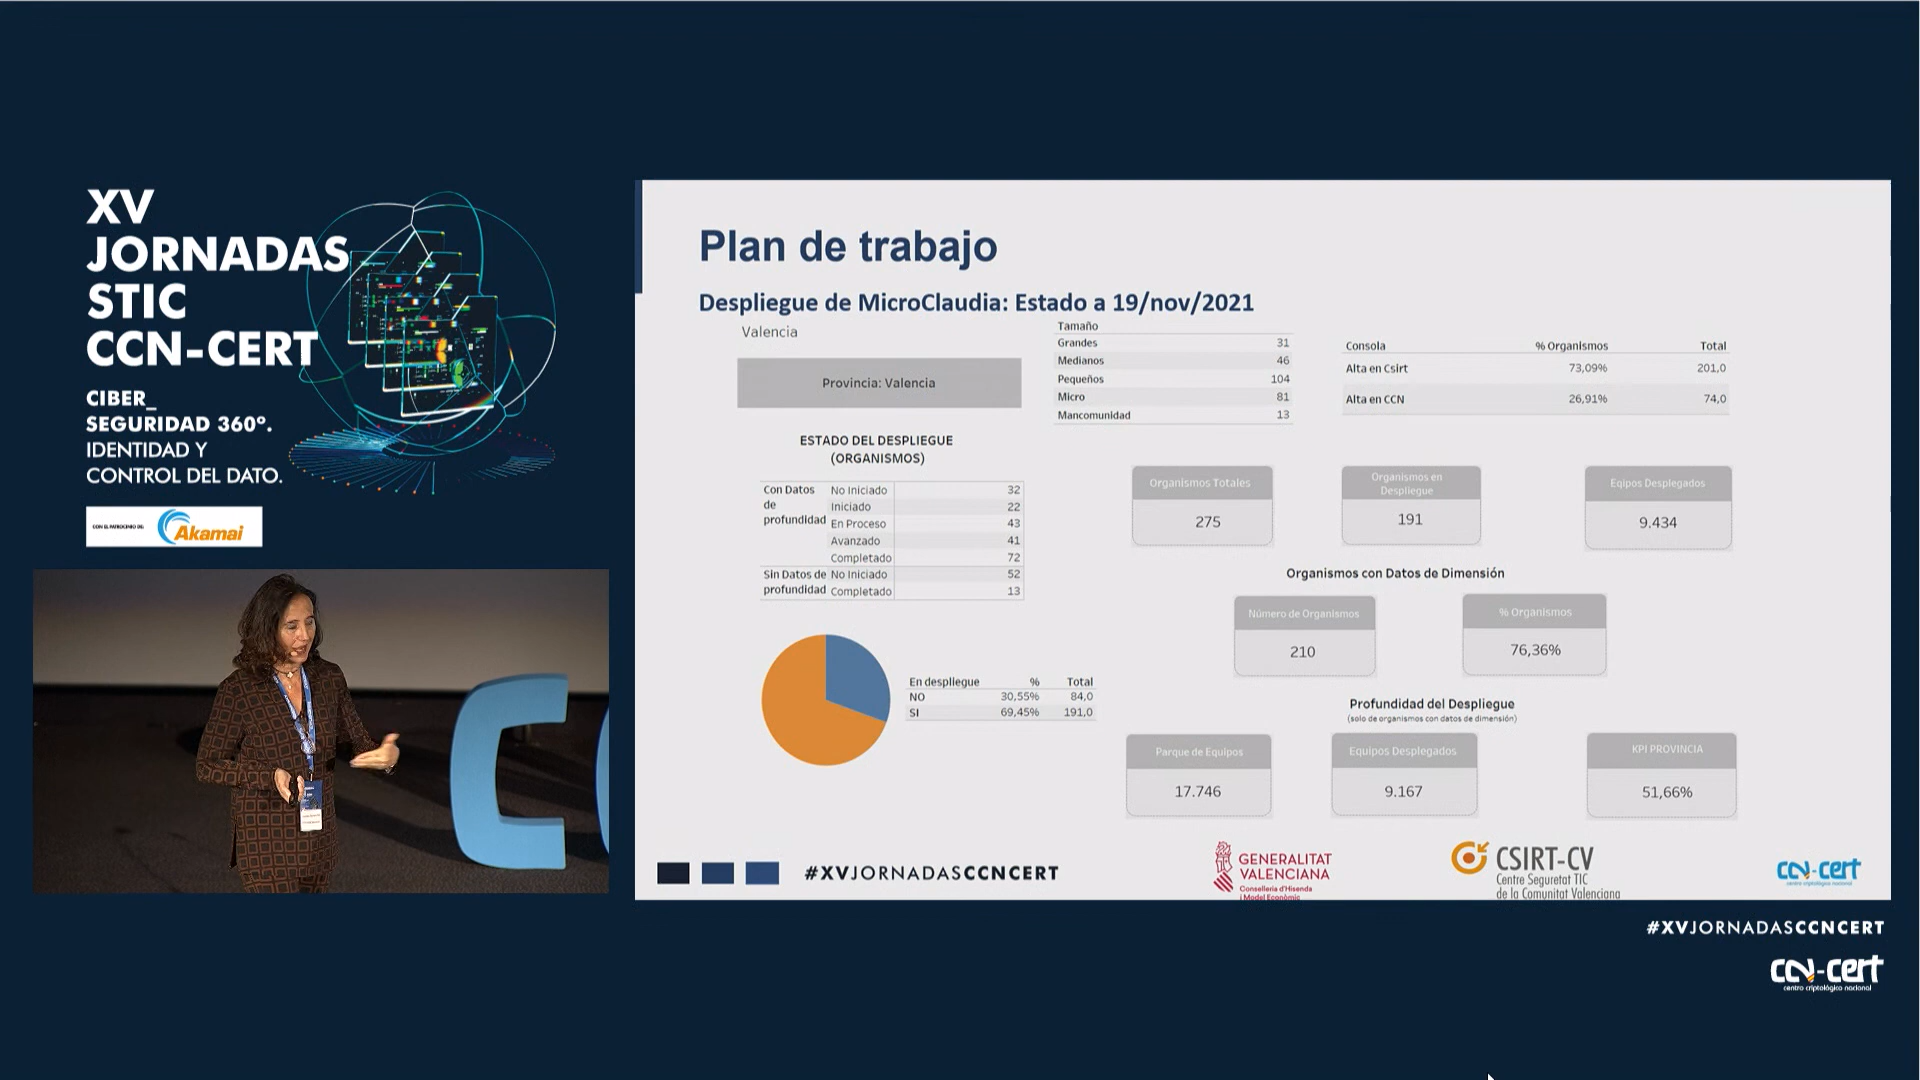 XV
JORNADAS
STIC
CCN-CERT
CIBER_
SEGURIDAD 360º.
IDENTIDAD Y
CONTROL DEL DATO.
CON EL PATROCINIO DE:
Akamai
Plan de trabajo
Despliegue de MicroClaudia: Estado a 19/nov/2021
Valencia
Provincia: Valencia
Tamaño
Grandes 31
Medianos 46
Pequeños 104
Micro 81
Mancomunidad 13
Consola % Organismos Total
Alta en Csirt 73,09% 201,0
Alta en CCN 26,91% 74,0
ESTADO DEL DESPLIEGUE
(ORGANISMOS)
Con Datos de profundidad
No Iniciado 32
Iniciado 22
En Proceso 43
Avanzado 41
Completado 72
Sin Datos de profundidad
No Iniciado 52
Completado 13
Organismos Totales
275
Organismos en
Despliegue
191
Eqipos Desplegados
9.434
Organismos con Datos de Dimensión
Número de Organismos
210
% Organismos
76,36%
En despliegue % Total
NO 30,55% 84,0
SI 69,45% 191,0
Profundidad del Despliegue
(solo de organismos con datos de dimensión)
Parque de Equipos
17.746
Equipos Desplegados
9.167
KPI PROVINCIA
51,66%
#XVJORNADASCCNCERT
GENERALITAT
VALENCIANA
Conselleria d'Hisenda
i Model Econòmic
CSIRT-CV
Centre Seguretat TIC
de la Comunitat Valenciana
ccn-cert
centro criptológico nacional
#XVJORNADASCCNCERT
ccn-cert
centro criptológico nacional
C